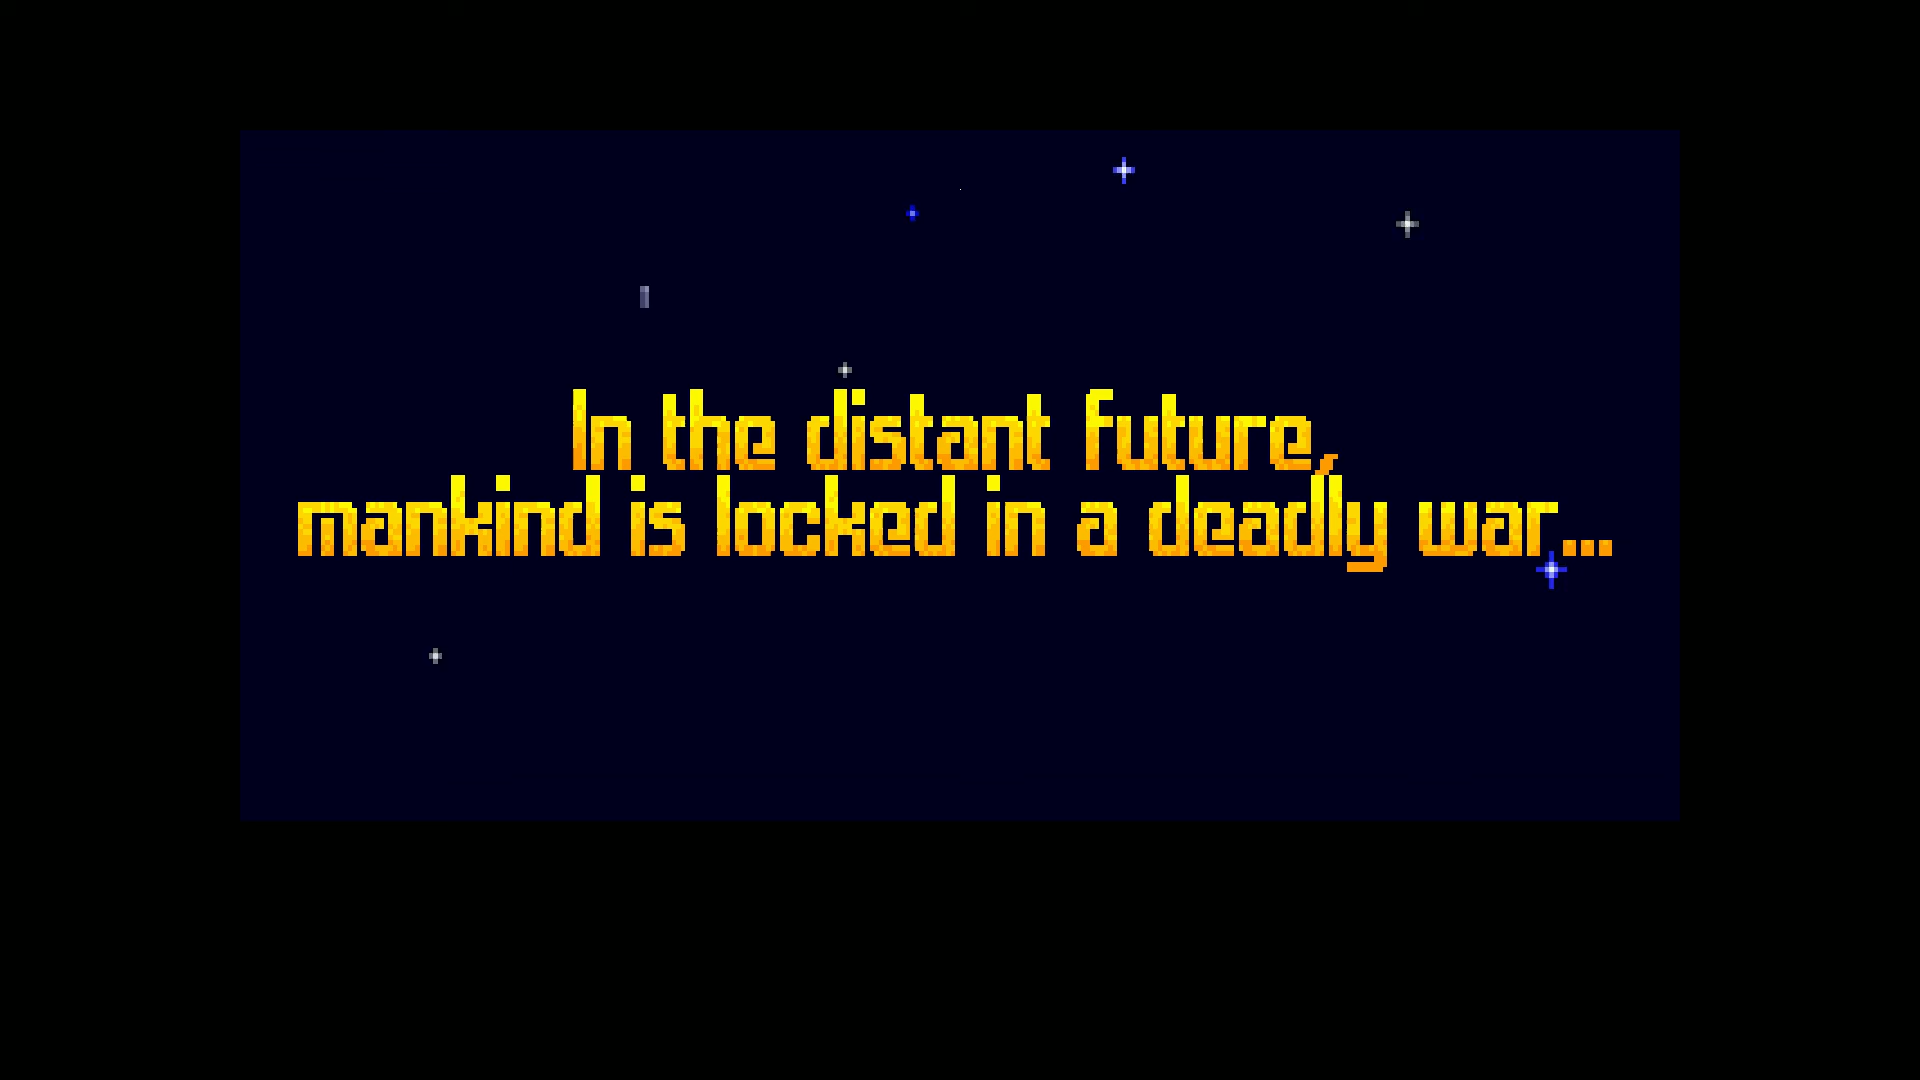 In the distant future,
mankind is locked in a deadly war...